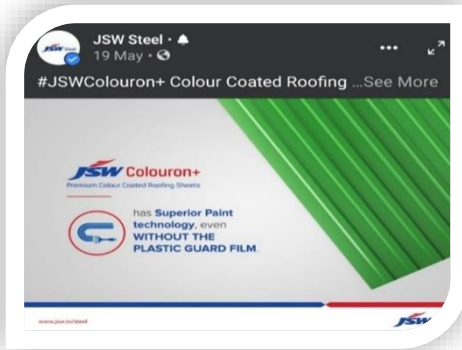 JSW Steel ·
19 May ·
#JSWColouron+ Colour Coated Roofing ...See More
JSW Colouron+
Premium Colour Coated Roofing Sheets
has Superior Paint
technology, even
WITHOUT THE
PLASTIC GUARD FILM.
www.jsw.in/steel
JSW